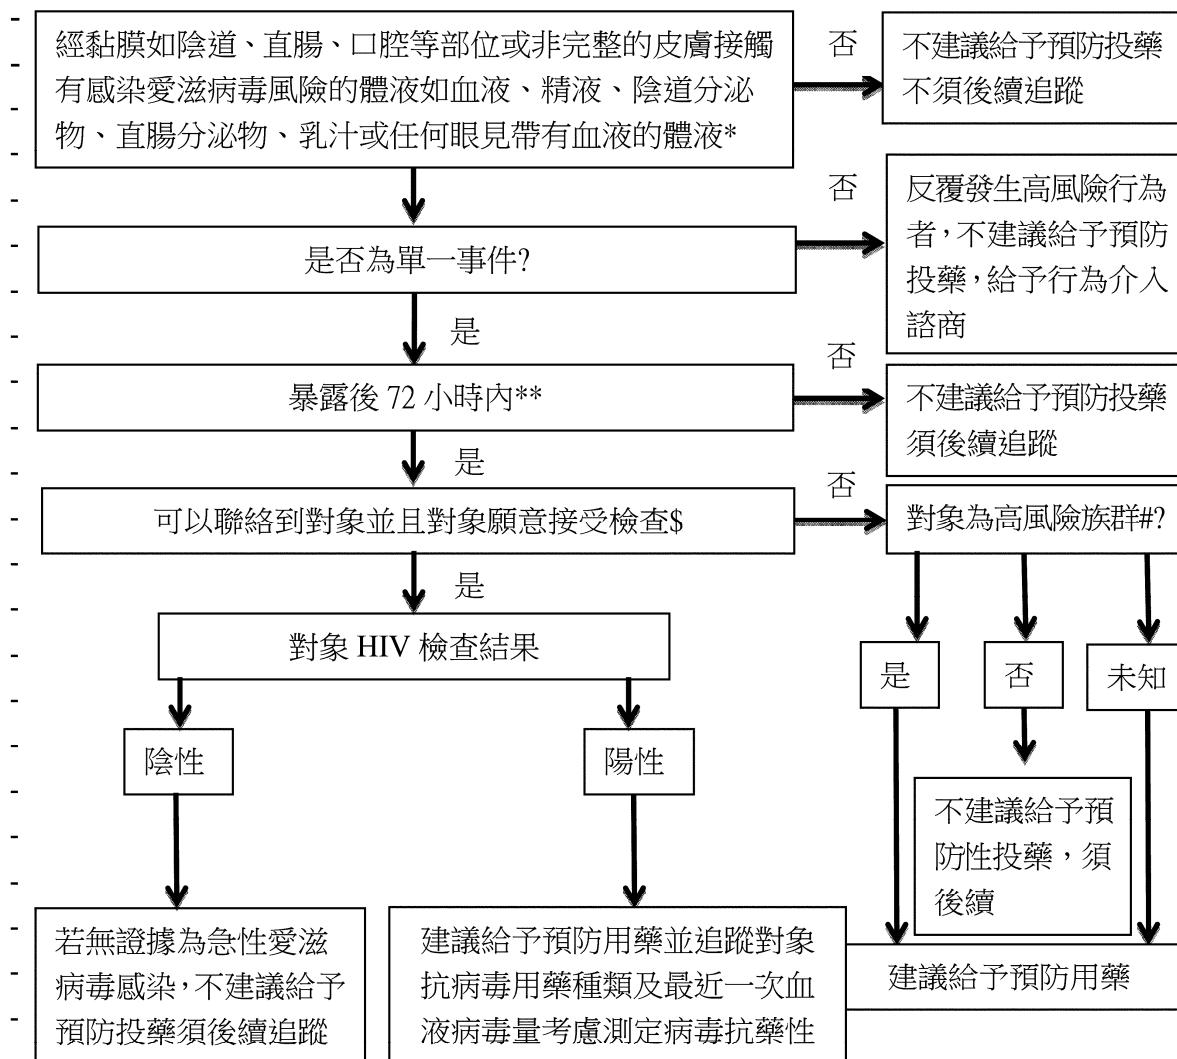 經黏膜如陰道、直腸、口腔等部位或非完整的皮膚接觸
有感染愛滋病毒風險的體液如血液、精液、陰道分泌
物、直腸分泌物、乳汁或任何眼見帶有血液的體液*
否
不建議給予預防投藥
不須後續追蹤
是否為單一事件?
否
反覆發生高風險行為
者，不建議給予預防
投藥，給予行為介入
諮商
是
暴露後 72 小時內**
否
不建議給予預防投藥
須後續追蹤
是
可以聯絡到對象並且對象願意接受檢查$
否
對象為高風險族群#?
是
對象 HIV 檢查結果
是
否
未知
陰性
陽性
不建議給予預
防性投藥，須
後續
若無證據為急性愛滋
病毒感染，不建議給予
預防投藥須後續追蹤
建議給予預防用藥並追蹤對象
抗病毒用藥種類及最近一次血
液病毒量考慮測定病毒抗藥性
建議給予預防用藥